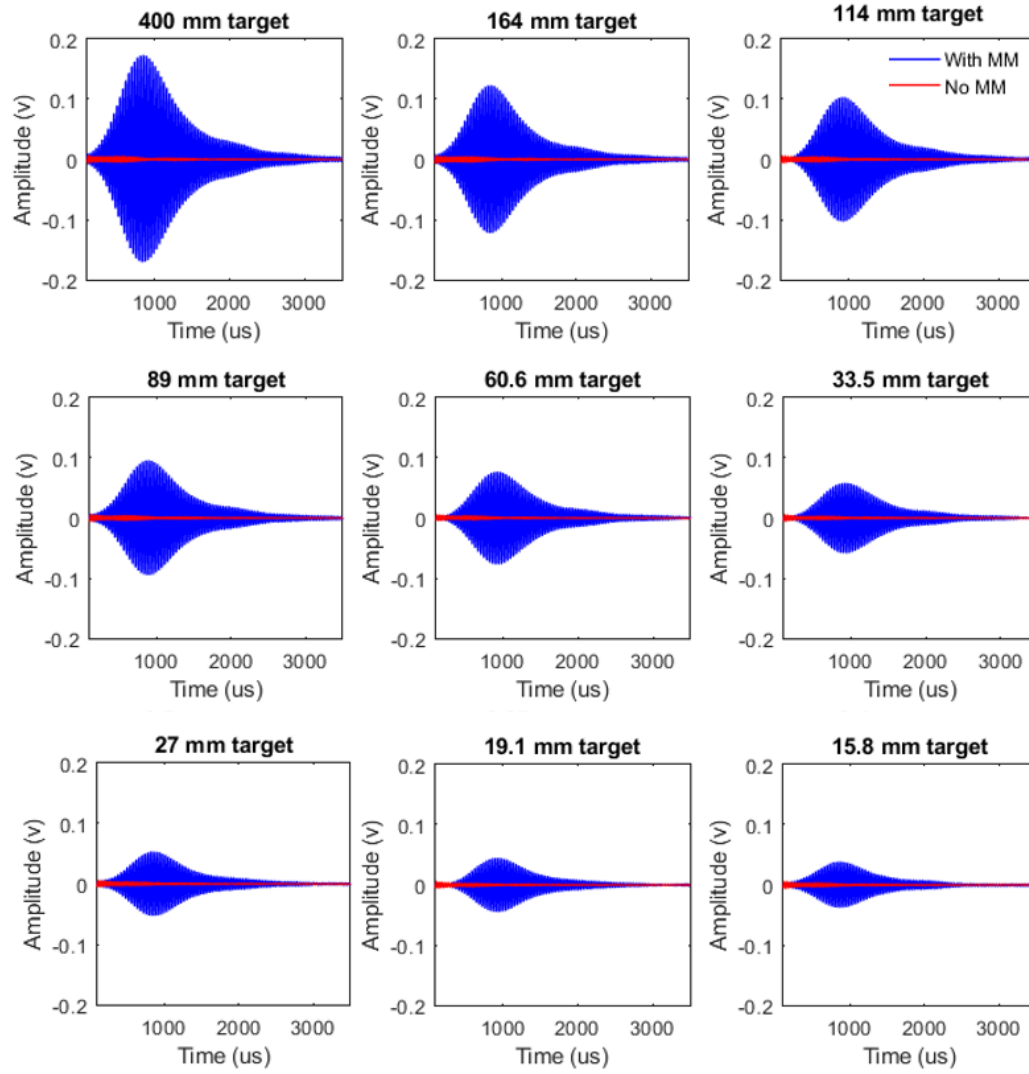 400 mm target
0.2
0.1
0
-0.1
-0.2
Amplitude (v)
1000 2000 3000
Time (us)
164 mm target
0.2
0.1
0
-0.1
-0.2
Amplitude (v)
1000 2000 3000
Time (us)
114 mm target
With MM
No MM
0.2
0.1
0
-0.1
-0.2
Amplitude (v)
1000 2000 3000
Time (us)
89 mm target
0.2
0.1
0
-0.1
-0.2
Amplitude (v)
1000 2000 3000
Time (us)
60.6 mm target
0.2
0.1
0
-0.1
-0.2
Amplitude (v)
1000 2000 3000
Time (us)
33.5 mm target
0.2
0.1
0
-0.1
-0.2
Amplitude (v)
1000 2000 3000
Time (us)
27 mm target
0.2
0.1
0
-0.1
-0.2
Amplitude (v)
1000 2000 3000
Time (us)
19.1 mm target
0.2
0.1
0
-0.1
-0.2
Amplitude (v)
1000 2000 3000
Time (us)
15.8 mm target
0.2
0.1
0
-0.1
-0.2
Amplitude (v)
1000 2000 3000
Time (us)